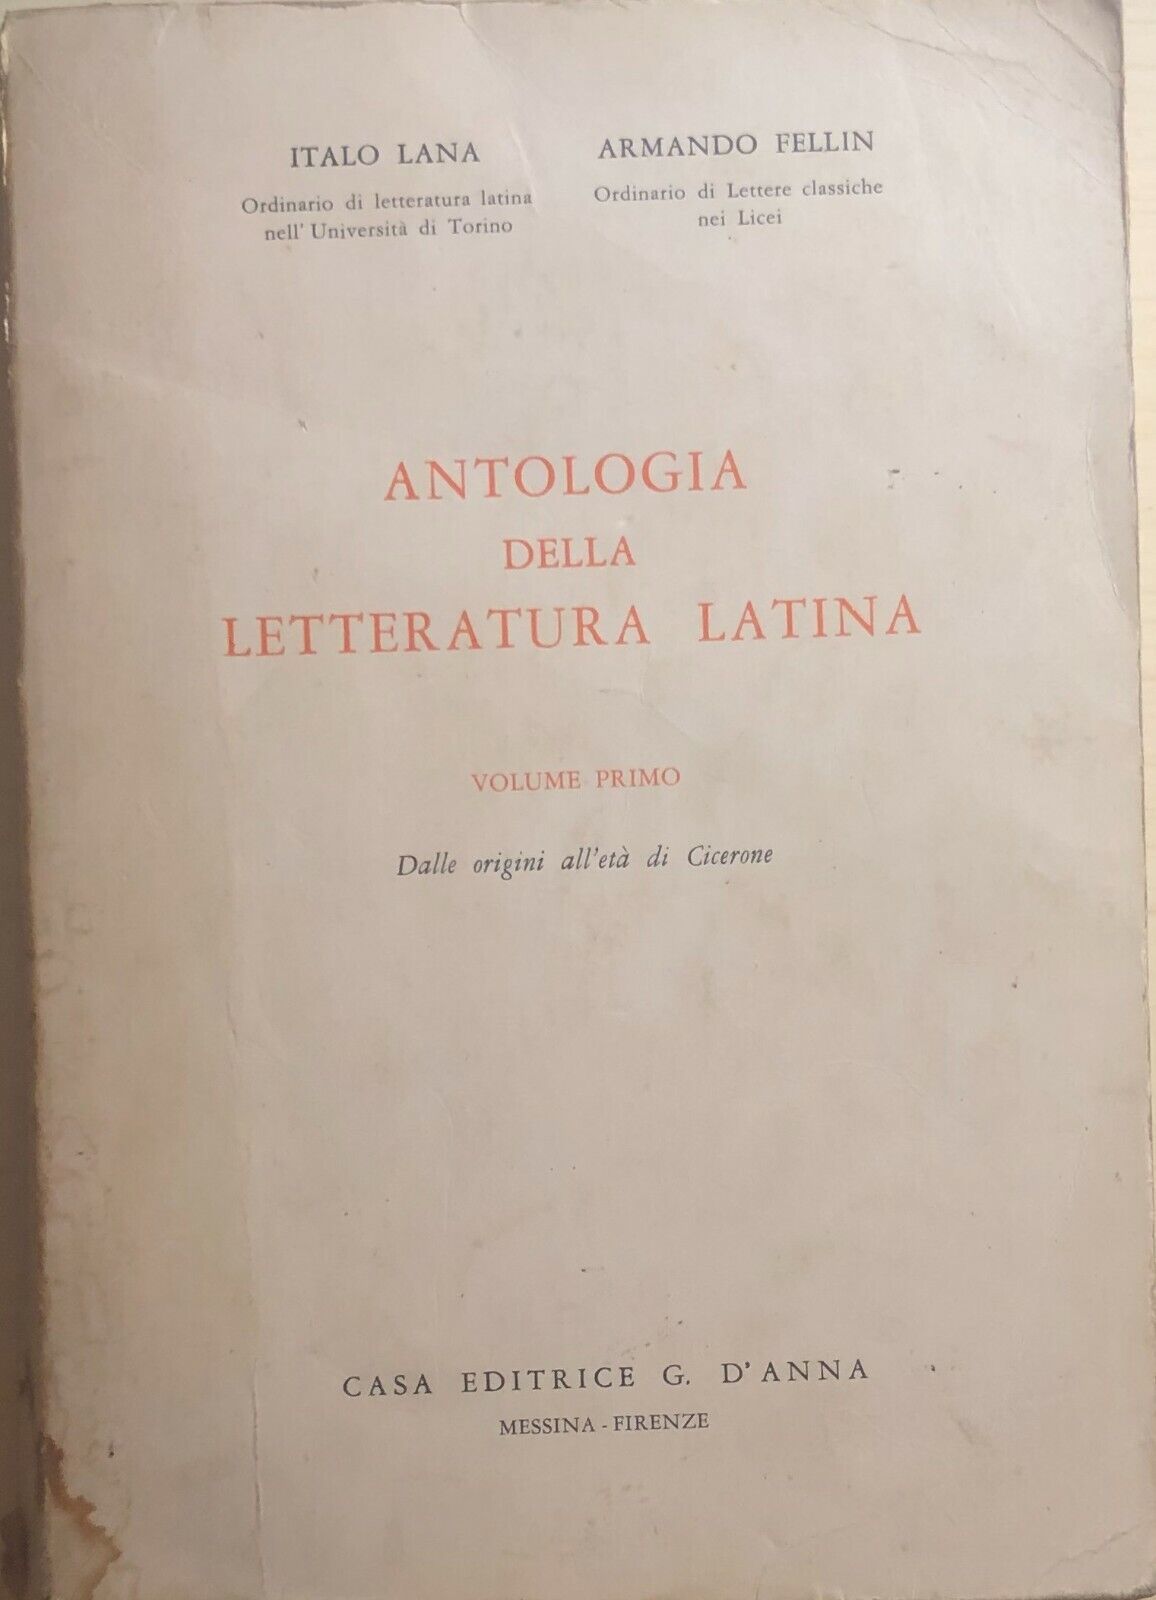 ITALO LANA
Ordinario di letteratura latina
nell' Università di Torino
ARMANDO FELLIN
Ordinario di Lettere classiche
nei Licei
ANTOLOGIA
DELLA
LETTERATURA LATINA
VOLUME PRIMO
Dalle origini all'età di Cicerone
CASA EDITRICE G. D'ANNA
MESSINA - FIRENZE